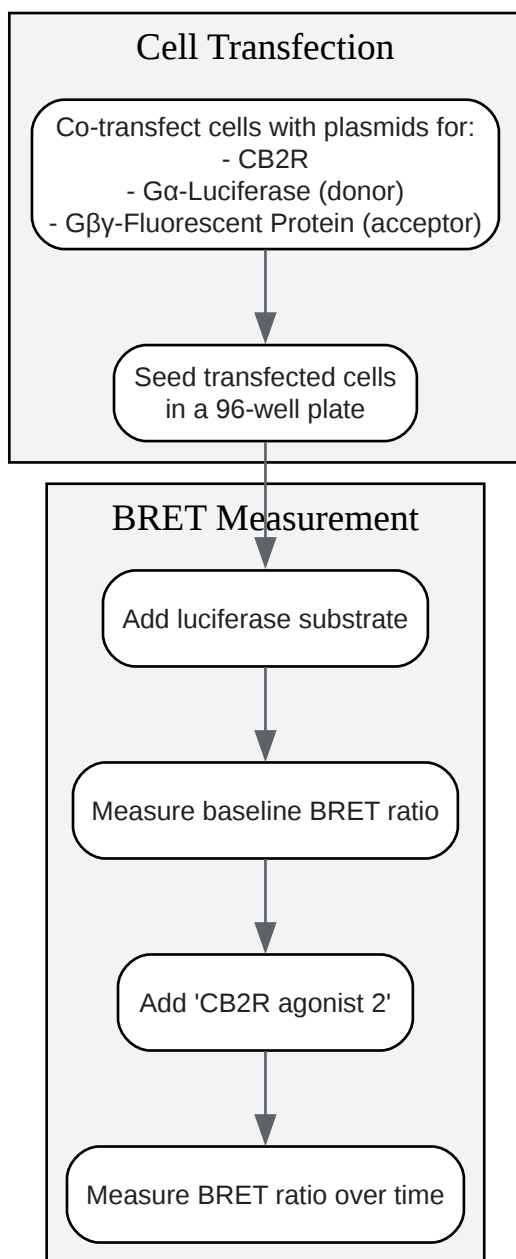 Cell Transfection
Co-transfect cells with plasmids for:
- CB2R
- Gα-Luciferase (donor)
- Gβγ-Fluorescent Protein (acceptor)
Seed transfected cells
in a 96-well plate
BRET Measurement
Add luciferase substrate
Measure baseline BRET ratio
Add 'CB2R agonist 2'
Measure BRET ratio over time